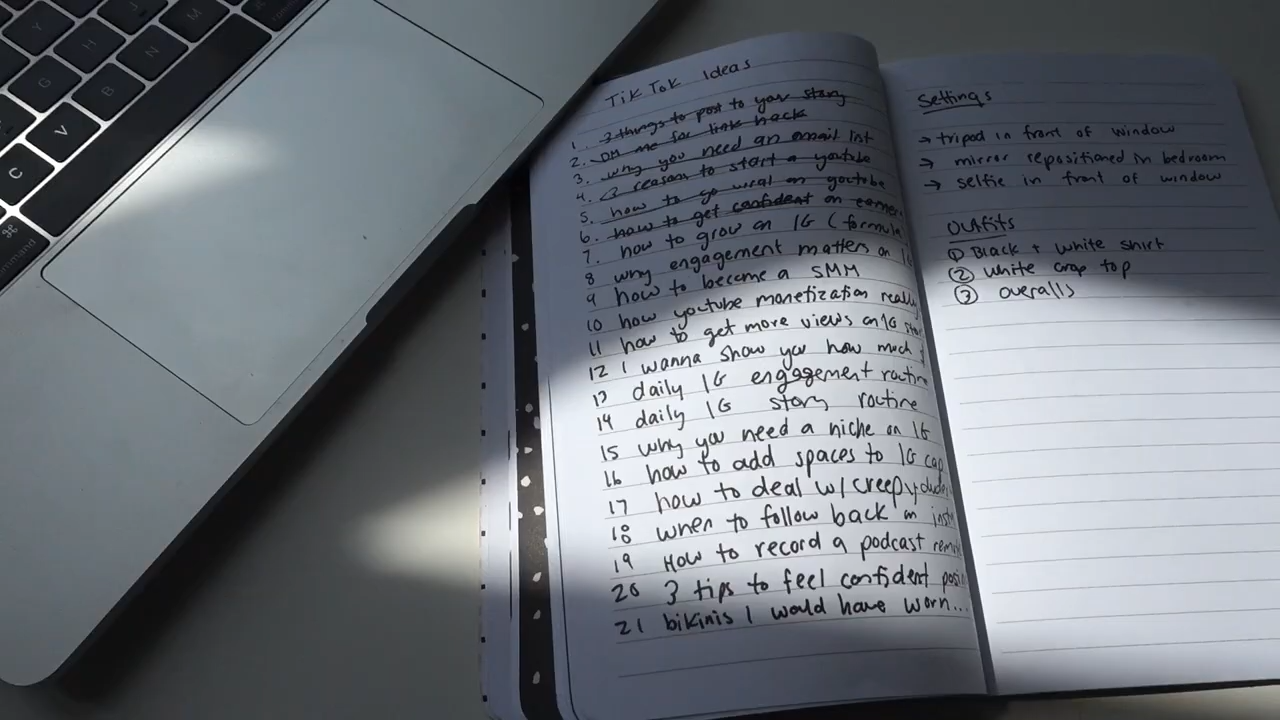 Y
J
M
G
H
N
B
V
C
⌘
command
TikTok Ideas
1. 3 things to post to your story
2. DM me for link hack
3. why you need an email list
4. 3 reason to start a youtube
5. how to go viral on youtube
6. how to get confident on camera
7. how to grow on IG (formula
8 why engagement matters on IG
9 how to become a SMM
10 how youtube monetization really
11 how to get more views on IG
12 I wanna show you how much
13 daily IG engagement routine
14 daily IG story routine
15 why you need a niche on IG
16 how to add spaces to IG cap
17 how to deal w/ creepy dudes
18 when to follow back on insta
19 How to record a podcast
20 3 tips to feel confident
21 bikinis I would have worn...
Settings
→ tripod in front of window
→ mirror repositioned in bedroom
→ selfie in front of window
Outfits
① Black + white shirt
② white crop top
③ overalls